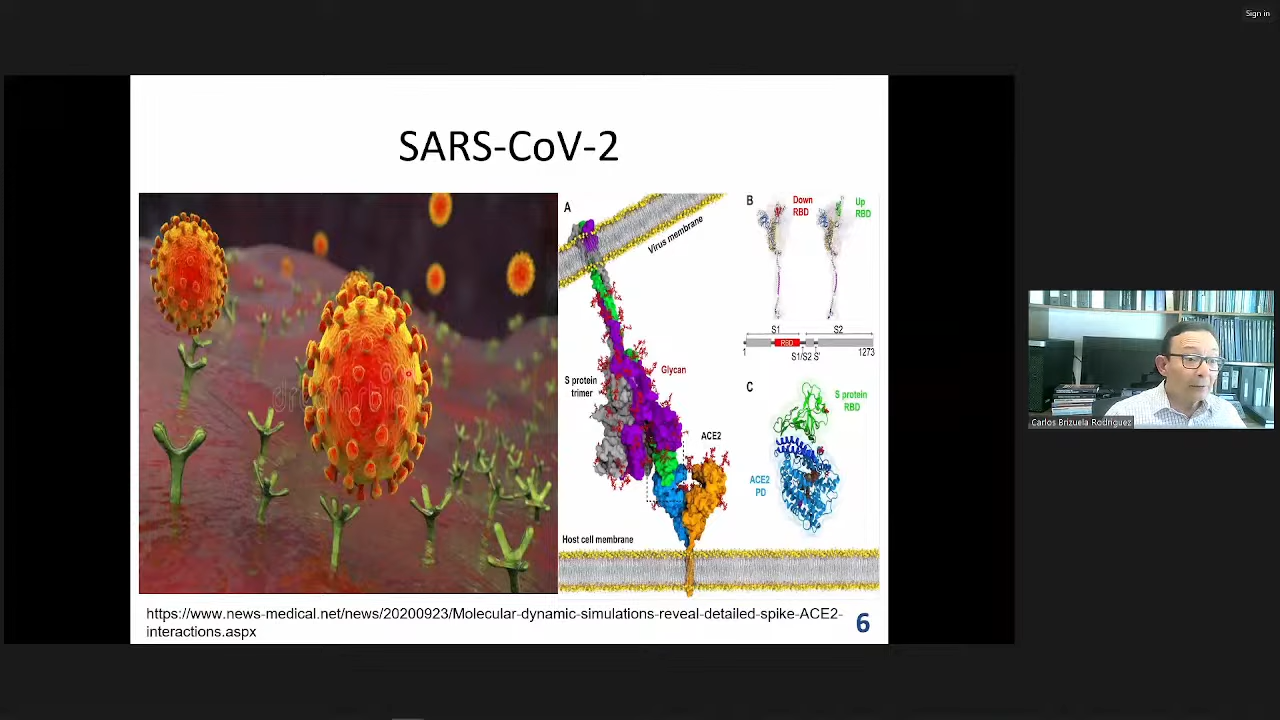 Sign in
SARS-CoV-2
A
Virus membrane
S protein
trimer
Glycan
ACE2
Host cell membrane
B
Down
RBD
Up
RBD
S1
S2
RBD
1
S1/S2 S'
1273
C
S protein
RBD
ACE2
PD
https://www.news-medical.net/news/20200923/Molecular-dynamic-simulations-reveal-detailed-spike-ACE2-
interactions.aspx
6
Carlos Brizuela Rodriguez